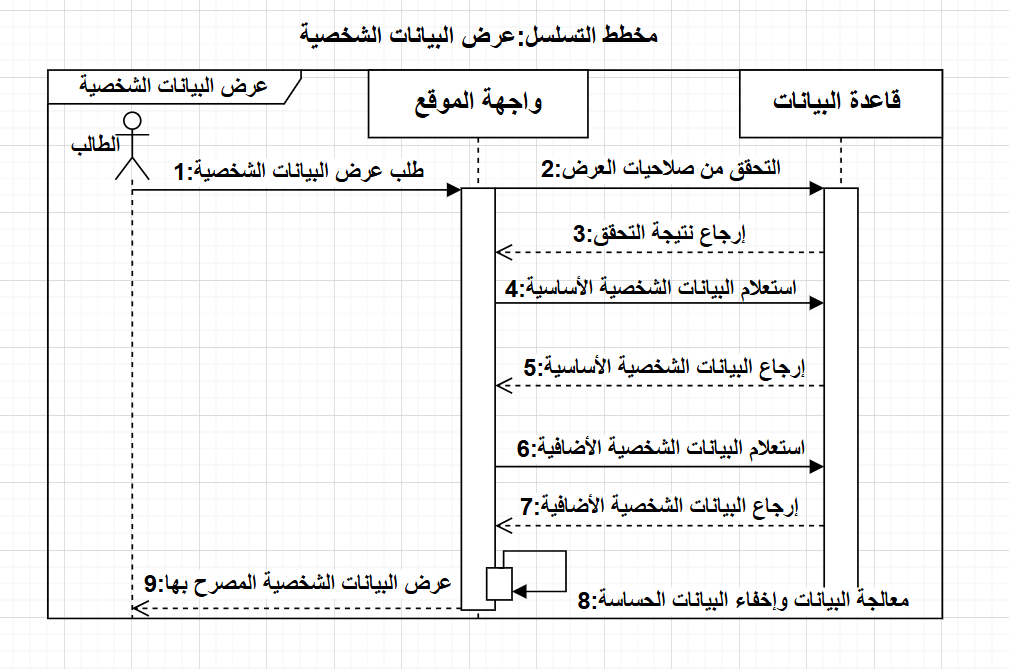 مخطط التسلسل:عرض البيانات الشخصية
عرض البيانات الشخصية
واجهة الموقع
قاعدة البيانات
الطالب
1:طلب عرض البيانات الشخصية
2:التحقق من صلاحيات العرض
3:إرجاع نتيجة التحقق
4:استعلام البيانات الشخصية الأساسية
5:إرجاع البيانات الشخصية الأساسية
6:استعلام البيانات الشخصية الأضافية
7:إرجاع البيانات الشخصية الأضافية
8:معالجة البيانات وإخفاء البيانات الحساسة
9:عرض البيانات الشخصية المصرح بها